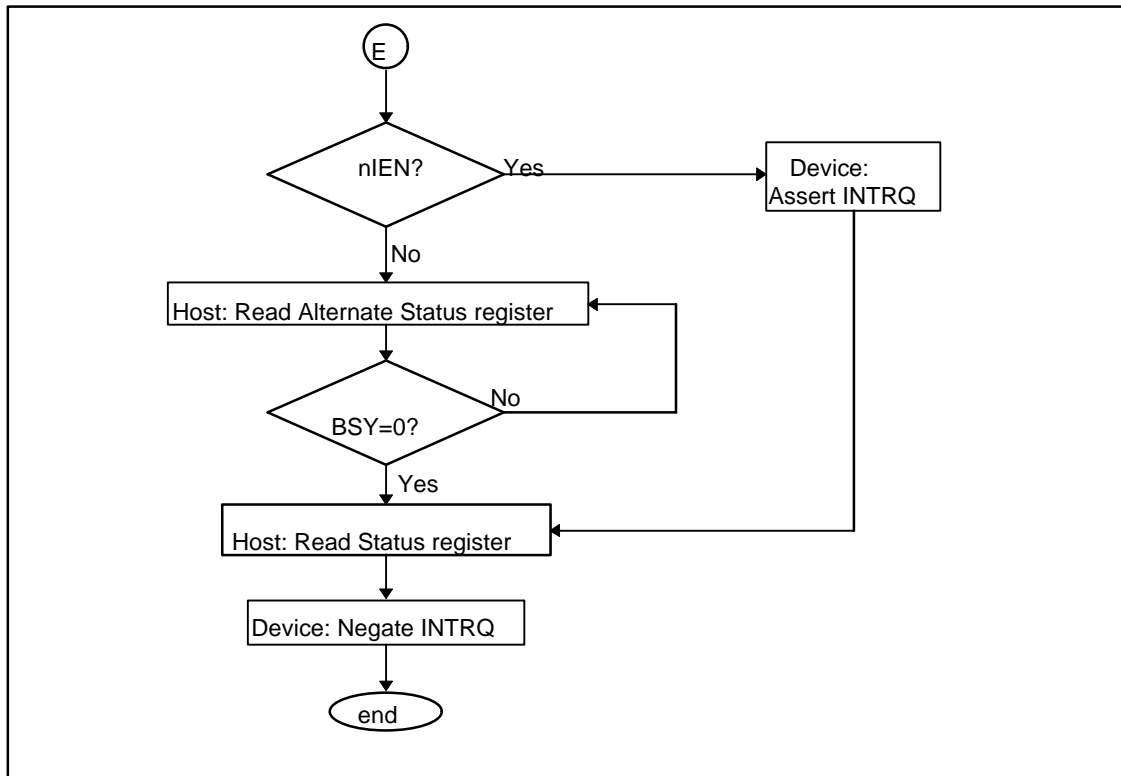 E
nIEN?
Yes
Device:
Assert INTRQ
No
Host: Read Alternate Status register
No
BSY=0?
Yes
Host: Read Status register
Device: Negate INTRQ
end